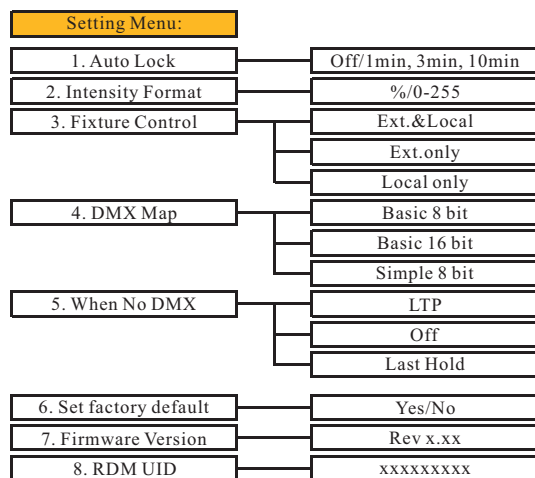 Setting Menu:
1. Auto Lock
Off/1min, 3min, 10min
2. Intensity Format
%/0-255
3. Fixture Control
Ext.&Local
Ext.only
Local only
4. DMX Map
Basic 8 bit
Basic 16 bit
Simple 8 bit
5. When No DMX
LTP
Off
Last Hold
6. Set factory default
Yes/No
7. Firmware Version
Rev x.xx
8. RDM UID
xxxxxxxxx